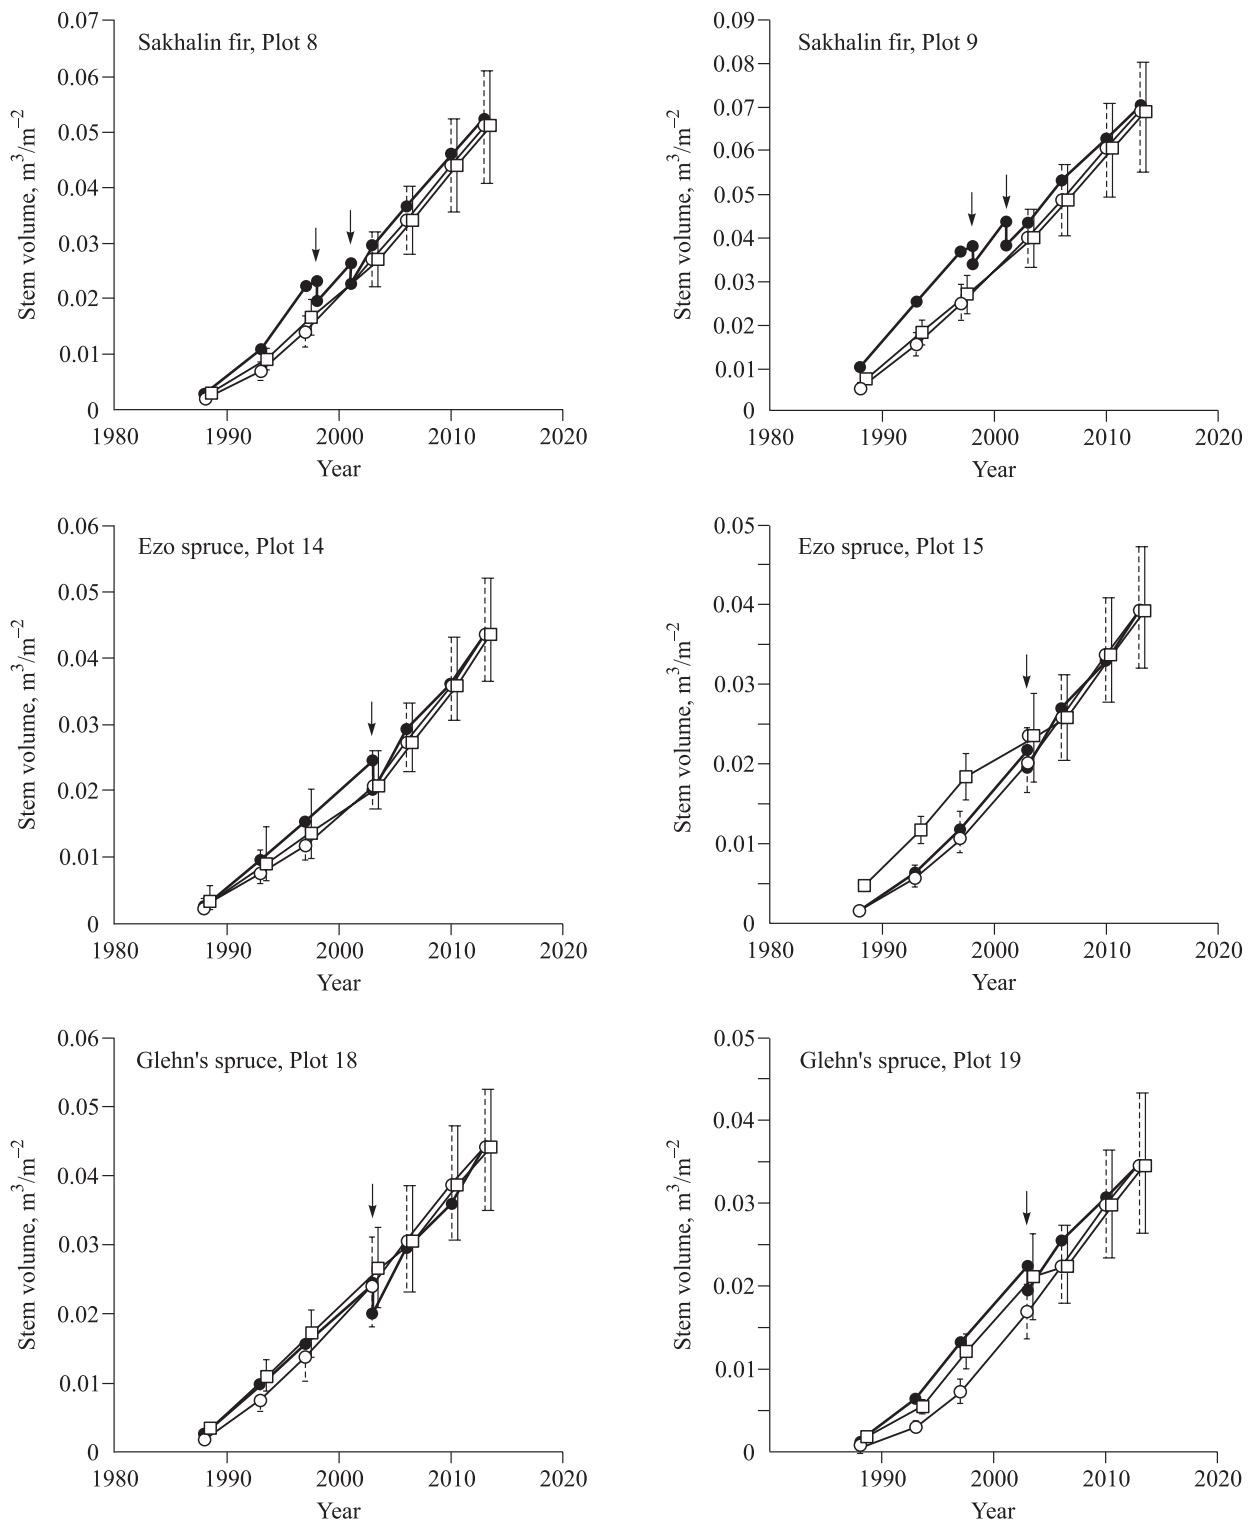 Sakhalin fir, Plot 8
Stem volume, m³/m⁻²
0.07
0.06
0.05
0.04
0.03
0.02
0.01
0
1980 1990 2000 2010 2020
Year
Sakhalin fir, Plot 9
Stem volume, m³/m⁻²
0.09
0.08
0.07
0.06
0.05
0.04
0.03
0.02
0.01
0
1980 1990 2000 2010 2020
Year
Ezo spruce, Plot 14
Stem volume, m³/m⁻²
0.06
0.05
0.04
0.03
0.02
0.01
0
1980 1990 2000 2010 2020
Year
Ezo spruce, Plot 15
Stem volume, m³/m⁻²
0.05
0.04
0.03
0.02
0.01
0
1980 1990 2000 2010 2020
Year
Glehn's spruce, Plot 18
Stem volume, m³/m⁻²
0.06
0.05
0.04
0.03
0.02
0.01
0
1980 1990 2000 2010 2020
Year
Glehn's spruce, Plot 19
Stem volume, m³/m⁻²
0.05
0.04
0.03
0.02
0.01
0
1990 2000 2010 2020
Year